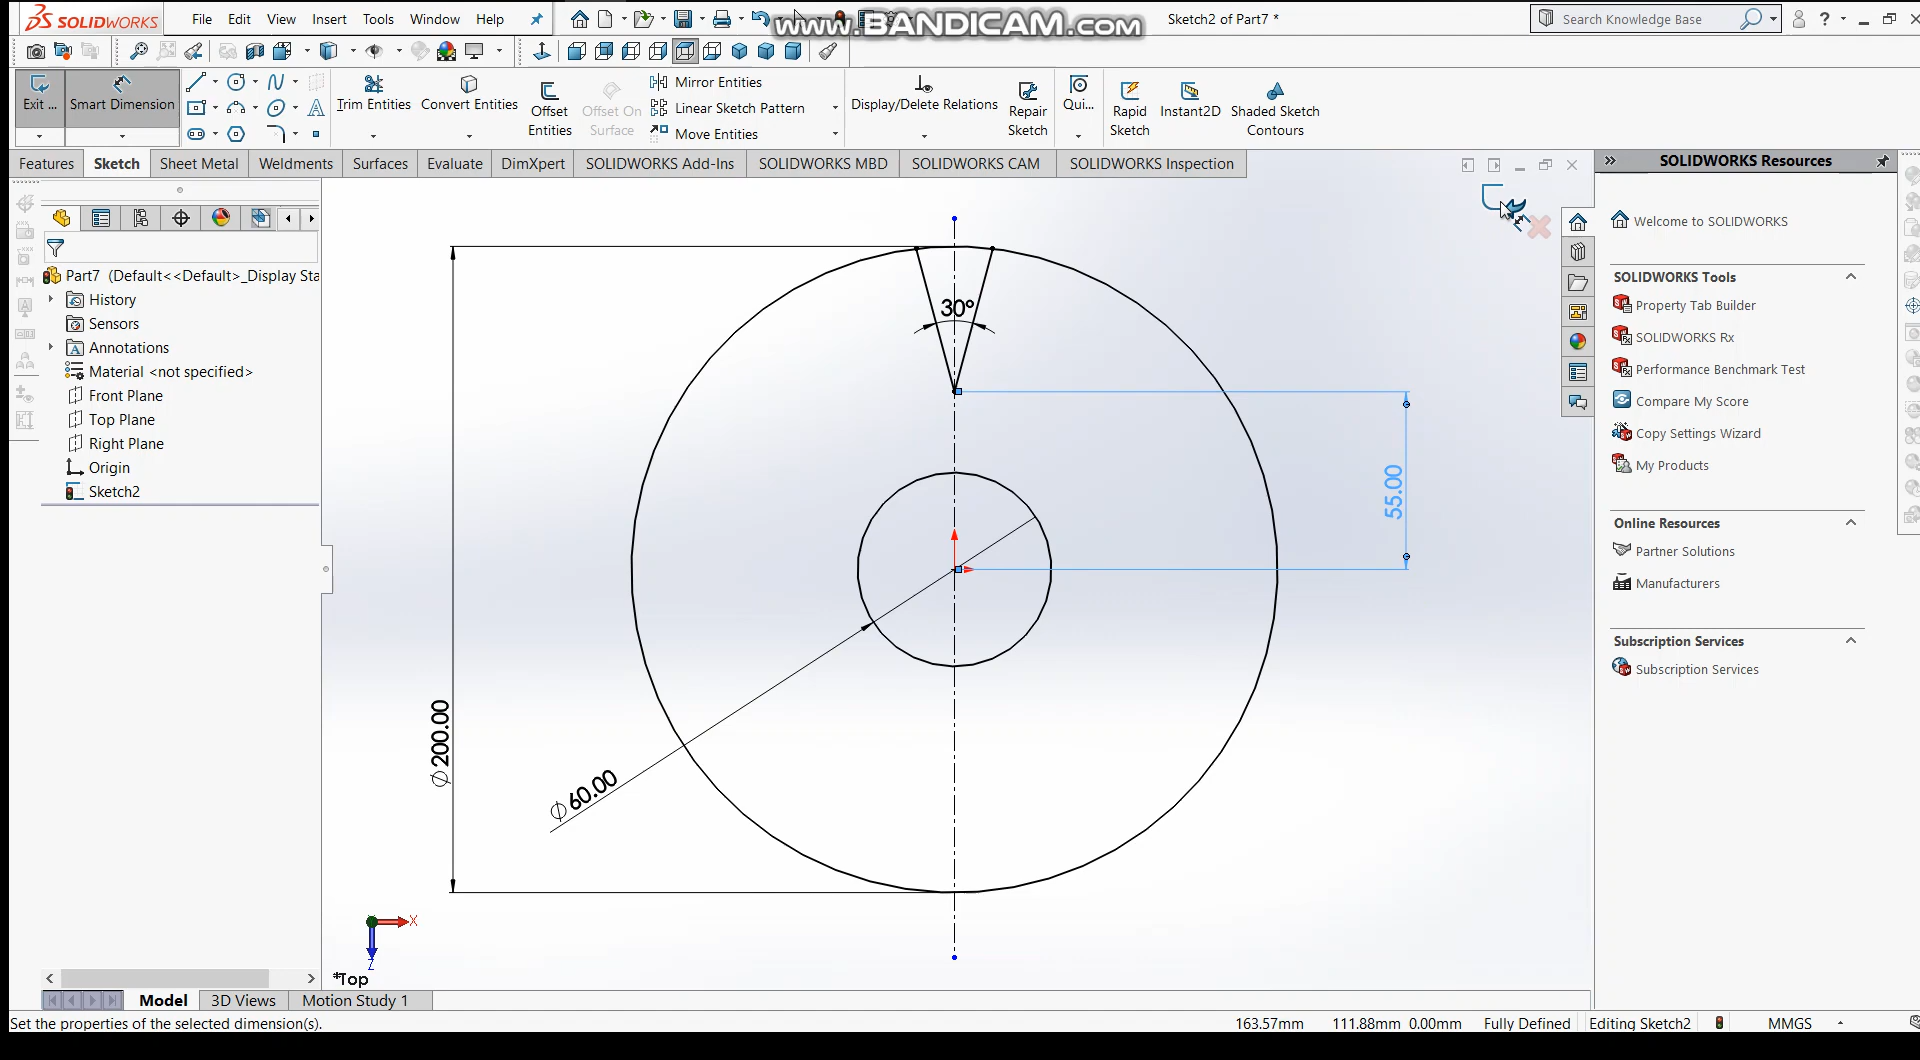 SOLIDWORKS File Edit View Insert Tools Window Help
www.BANDICAM.com
Sketch2 of Part7 *
Search Knowledge Base
?
Exit ...
Smart Dimension
Trim Entities
Convert Entities
Offset Entities
Offset On Surface
Mirror Entities
Linear Sketch Pattern
Move Entities
Display/Delete Relations
Repair Sketch
Qui...
Rapid Sketch
Instant2D
Shaded Sketch Contours
Features Sketch Sheet Metal Weldments Surfaces Evaluate DimXpert SOLIDWORKS Add-Ins SOLIDWORKS MBD SOLIDWORKS CAM SOLIDWORKS Inspection
Part7 (Default<<Default>_Display Sta
History
Sensors
Annotations
Material <not specified>
Front Plane
Top Plane
Right Plane
Origin
Sketch2
30°
55.00
∅200.00
∅60.00
X
Z
*Top
SOLIDWORKS Resources
Welcome to SOLIDWORKS
SOLIDWORKS Tools
Property Tab Builder
SOLIDWORKS Rx
Performance Benchmark Test
Compare My Score
Copy Settings Wizard
My Products
Online Resources
Partner Solutions
Manufacturers
Subscription Services
Subscription Services
Model 3D Views Motion Study 1
Set the properties of the selected dimension(s).
163.57mm 111.88mm 0.00mm Fully Defined Editing Sketch2 MMGS